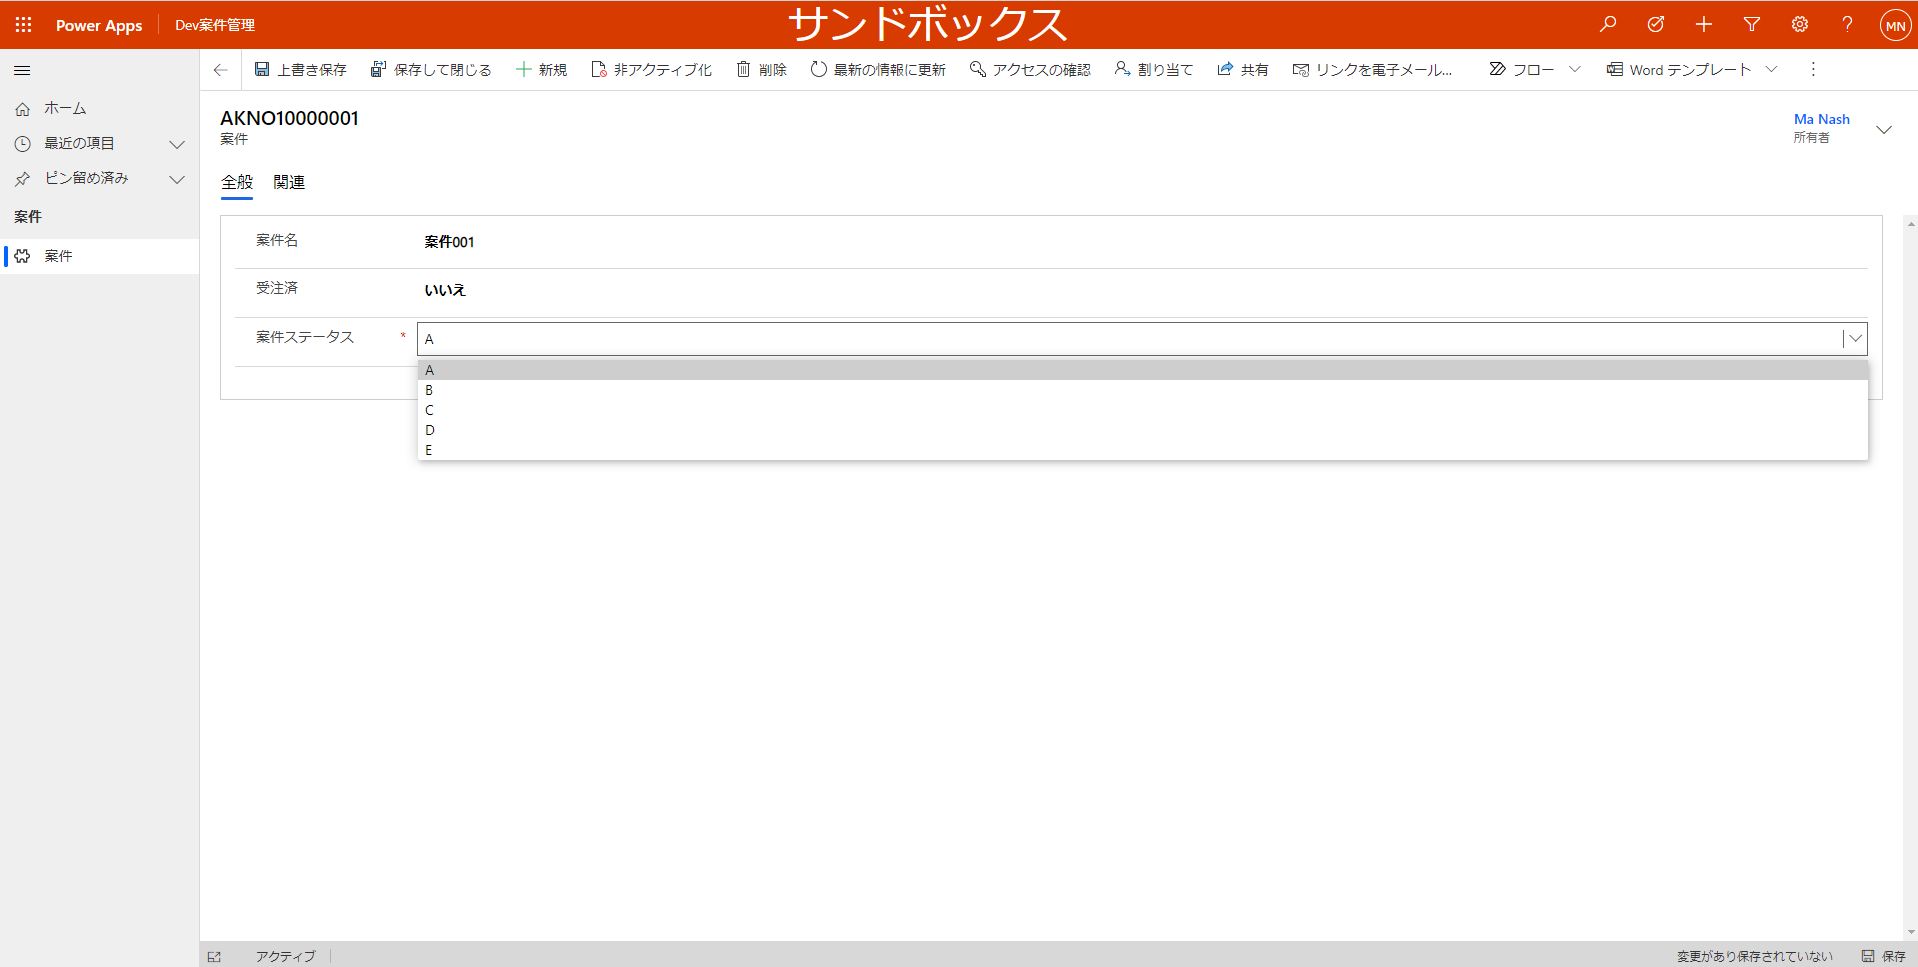 Power Apps
Dev案件管理
サンドボックス
MN
上書き保存
保存して閉じる
新規
非アクティブ化
削除
最新の情報に更新
アクセスの確認
割り当て
共有
リンクを電子メール...
フロー
Word テンプレート
ホーム
最近の項目
ピン留め済み
案件
案件
AKNO10000001
案件
Ma Nash
所有者
全般
関連
案件名
案件001
受注済
いいえ
案件ステータス
*
A
A
B
C
D
E
アクティブ
変更があり保存されていない
保存